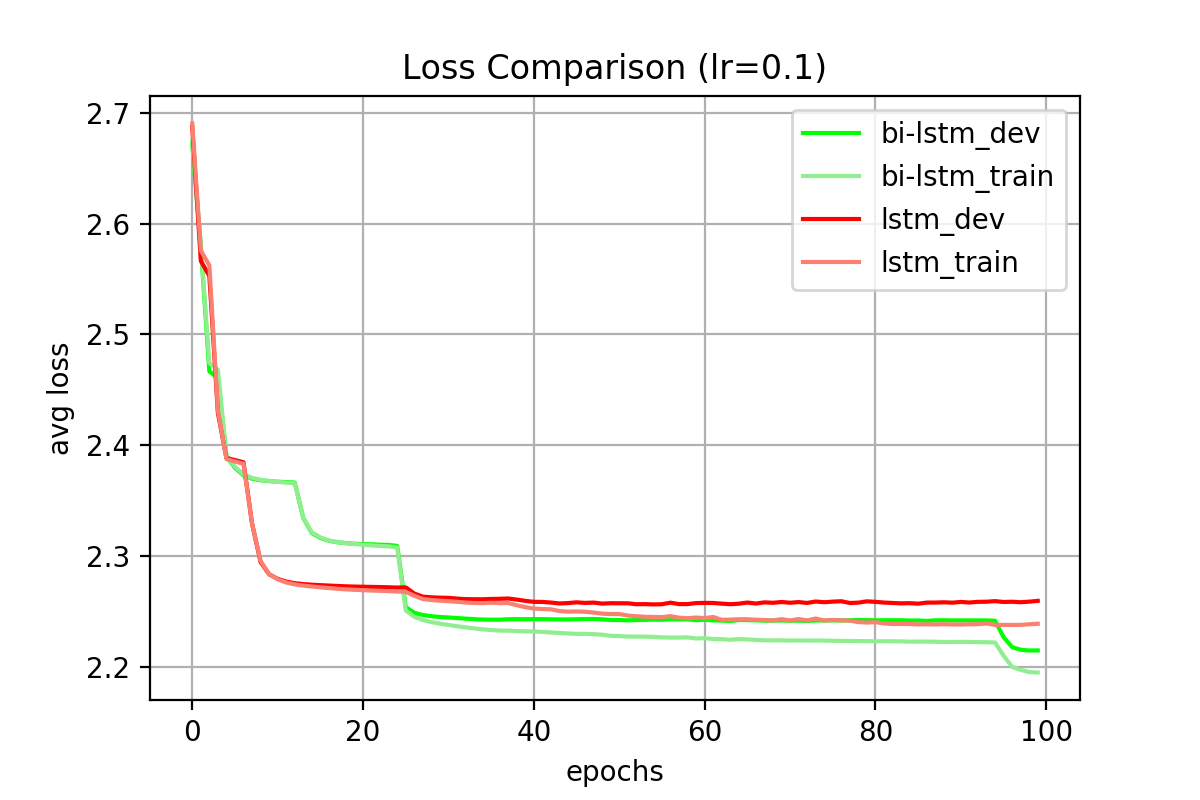 Loss Comparison (lr=0.1)
2.7
2.6
2.5
2.4
2.3
2.2
avg loss
bi-lstm_dev
bi-lstm_train
lstm_dev
lstm_train
0
20
40
60
80
100
epochs